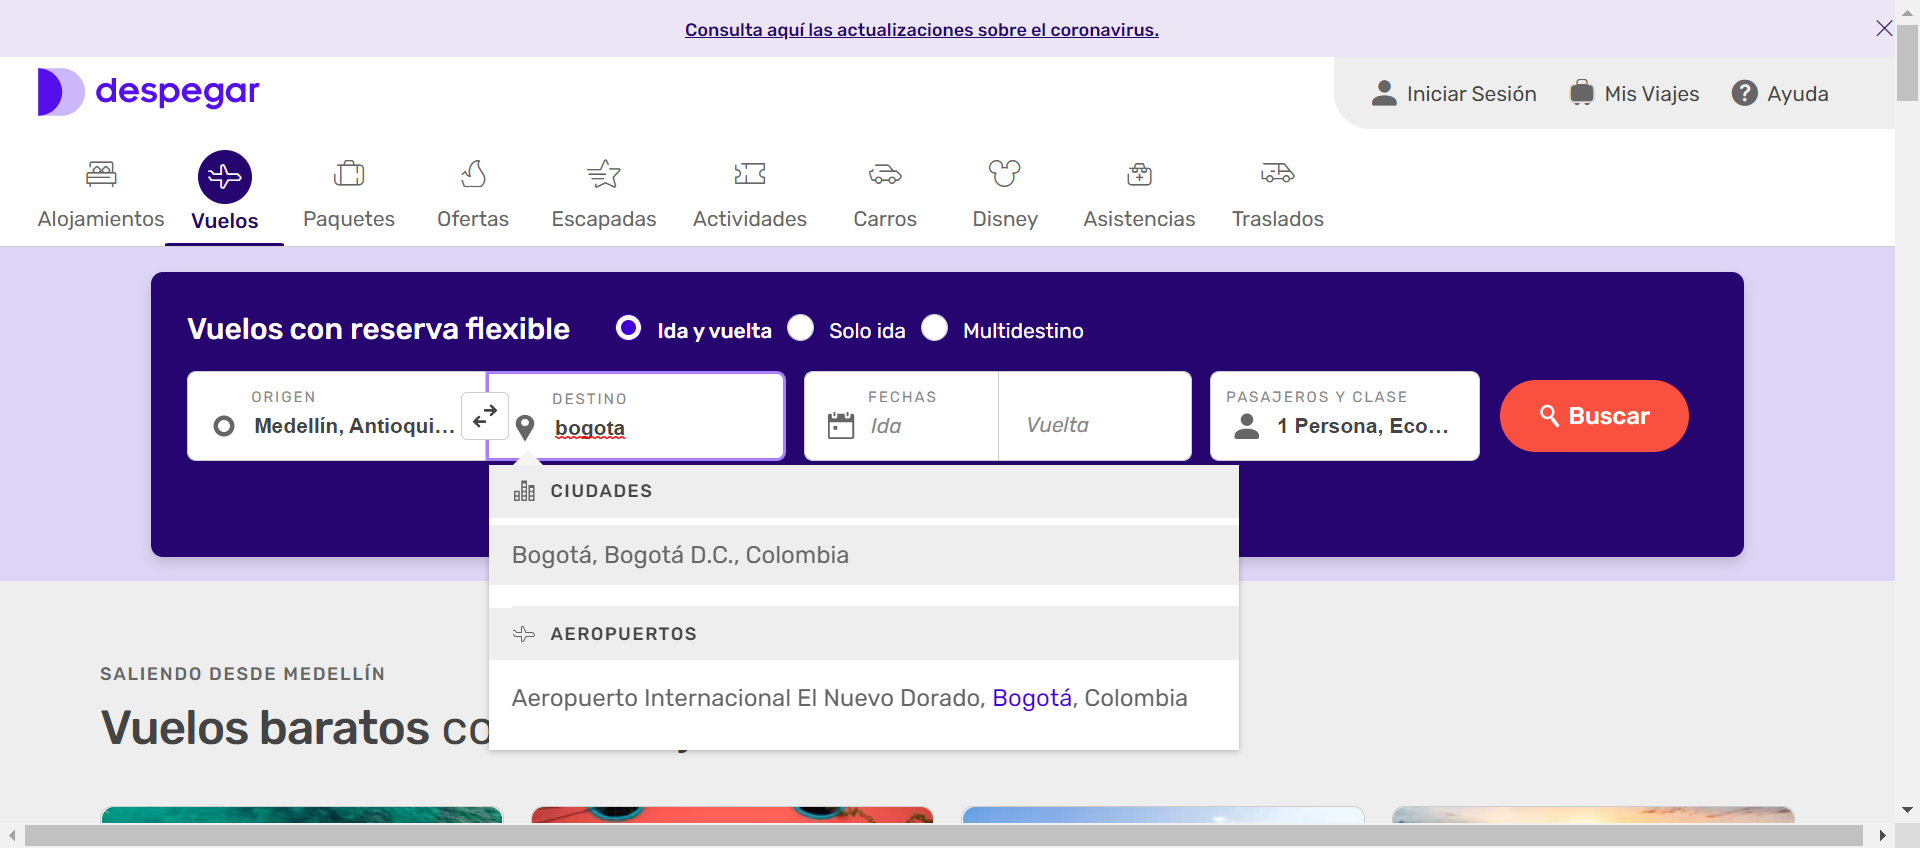 Consulta aquí las actualizaciones sobre el coronavirus.
despegar
Iniciar Sesión
Mis Viajes
Ayuda
Alojamientos
Vuelos
Paquetes
Ofertas
Escapadas
Actividades
Carros
Disney
Asistencias
Traslados
Vuelos con reserva flexible
Ida y vuelta
Solo ida
Multidestino
ORIGEN
Medellín, Antioqui...
DESTINO
bogota
FECHAS
Ida
Vuelta
PASAJEROS Y CLASE
1 Persona, Eco...
Buscar
CIUDADES
Bogotá, Bogotá D.C., Colombia
AEROPUERTOS
Aeropuerto Internacional El Nuevo Dorado, Bogotá, Colombia
SALIENDO DESDE MEDELLÍN
Vuelos baratos